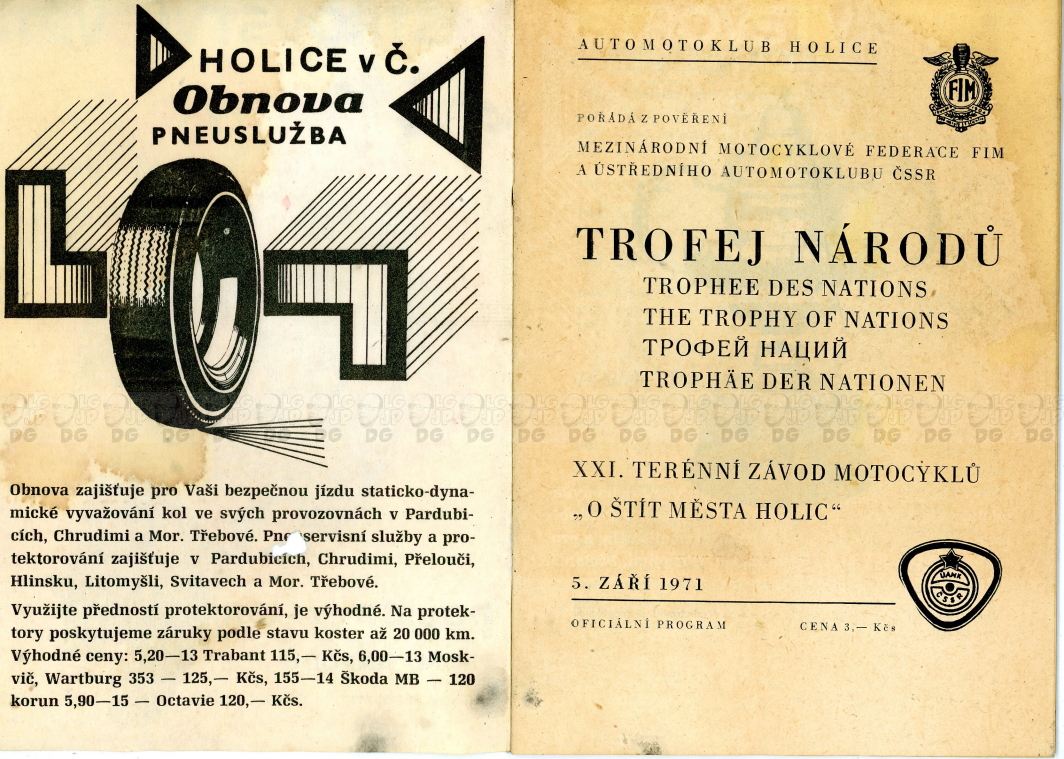 HOLICE v Č.
Obnova
PNEUSLUŽBA
Obnova zajišťuje pro Vaši bezpečnou jízdu staticko-dyna-
mické vyvažování kol ve svých provozovnách v Pardubi-
cích, Chrudimi a Mor. Třebové. servisní služby a pro-
tektorování zajišťuje v Pardubicích, Chrudimi, Přelouči,
Hlinsku, Litomyšli, Svitavech a Mor. Třebové.
Využijte předností protektorování, je výhodné. Na protek-
tory poskytujeme záruky podle stavu koster až 20 000 km.
Výhodné ceny: 5,20—13 Trabant 115,— Kčs, 6,00—13 Mosk-
vič, Wartburg 353 — 125,— Kčs, 155—14 Škoda MB — 120
korun 5,90—15 — Octavie 120,— Kčs.
AUTOMOTOKLUB HOLICE
FIM
POŘÁDÁ Z POVĚŘENÍ
MEZINÁRODNÍ MOTOCYKLOVÉ FEDERACE FIM
A ÚSTŘEDNÍHO AUTOMOTOKLUBU ČSSR
TROFEJ NÁRODŮ
TROPHEE DES NATIONS
THE TROPHY OF NATIONS
ТРОФЕЙ НАЦИЙ
TROPHÄE DER NATIONEN
XXI. TERÉNNÍ ZÁVOD MOTOCYKLŮ
„O ŠTÍT MĚSTA HOLIC“
5. ZÁŘÍ 1971
ÚAMK
ČSSR
OFICIÁLNÍ PROGRAM CENA 3,— Kčs